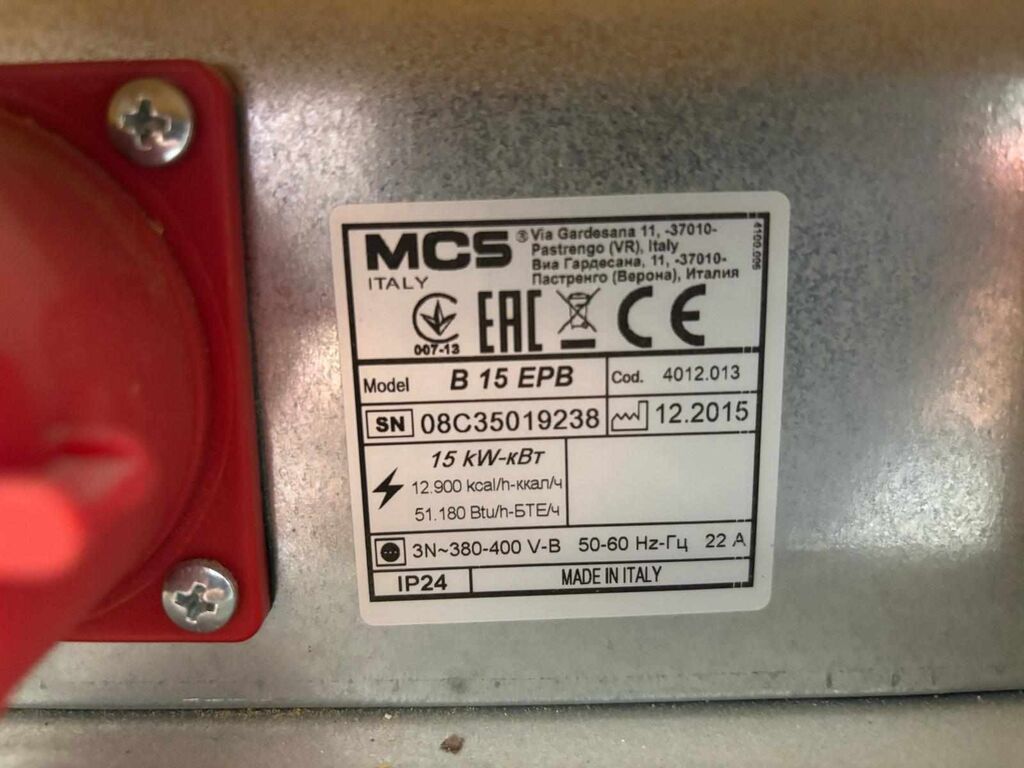 MCS ® Via Gardesana 11, -37010-
Pastrengo (VR), Italy
Виа Гардесана, 11, -37010-
ITALY Пастренго (Верона), Италия
4100.006
007-13 EAC CE
Model B 15 EPB Cod. 4012.013
SN 08C35019238 12.2015
15 kW-кВт
12.900 kcal/h-ккал/ч
51.180 Btu/h-БТЕ/ч
3N~380-400 V-В 50-60 Hz-Гц 22 A
IP24 MADE IN ITALY